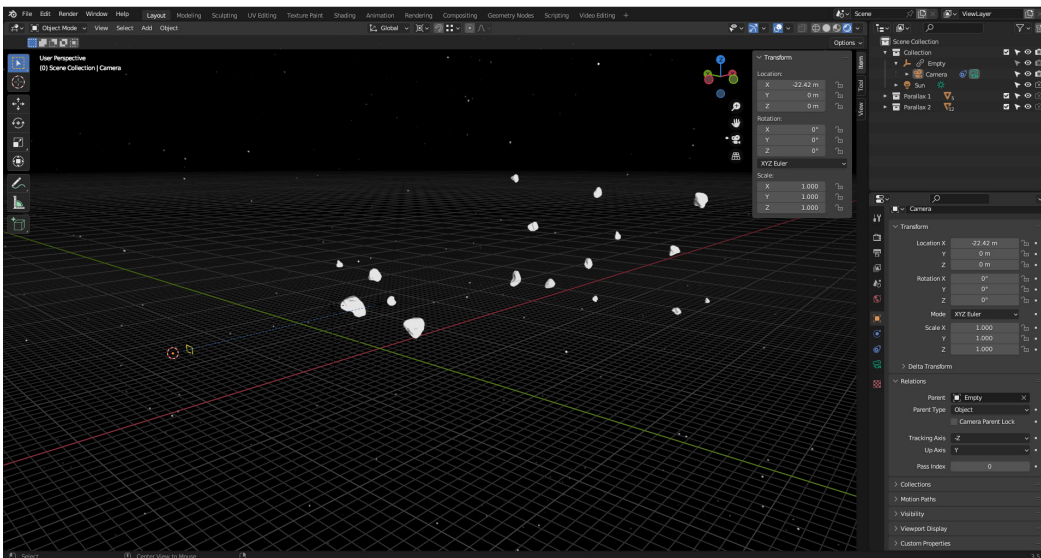 File Edit Render Window Help Layout Modeling Sculpting UV Editing Texture Paint Shading Animation Rendering Compositing Geometry Nodes Scripting Video Editing + Scene ViewLayer
Object Mode View Select Add Object Global
Options
User Perspective
(0) Scene Collection | Camera
Transform
Location:
X -22.42 m
Y 0 m
Z 0 m
Rotation:
X 0°
Y 0°
Z 0°
XYZ Euler
Scale:
X 1.000
Y 1.000
Z 1.000
Item
Tool
View
Scene Collection
Collection
Empty
Camera
Sun
Parallax 1 5
Parallax 2 12
Camera
Transform
Location X -22.42 m
Y 0 m
Z 0 m
Rotation X 0°
Y 0°
Z 0°
Mode XYZ Euler
Scale X 1.000
Y 1.000
Z 1.000
Delta Transform
Relations
Parent Empty
Parent Type Object
Camera Parent Lock
Tracking Axis -Z
Up Axis Y
Pass Index 0
Collections
Motion Paths
Visibility
Viewport Display
Custom Properties
Select Center View to Mouse